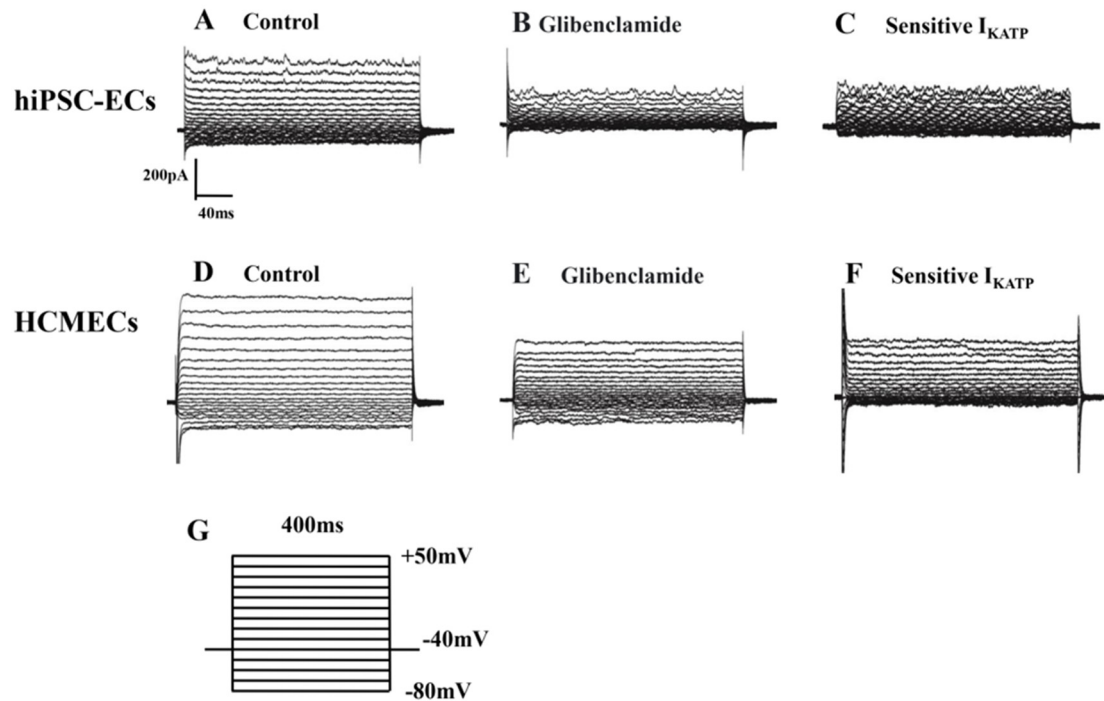 A Control
B Glibenclamide
C Sensitive IKATP
hiPSC-ECs
200pA
40ms
D Control
E Glibenclamide
F Sensitive IKATP
HCMECs
G 400ms
+50mV
-40mV
-80mV